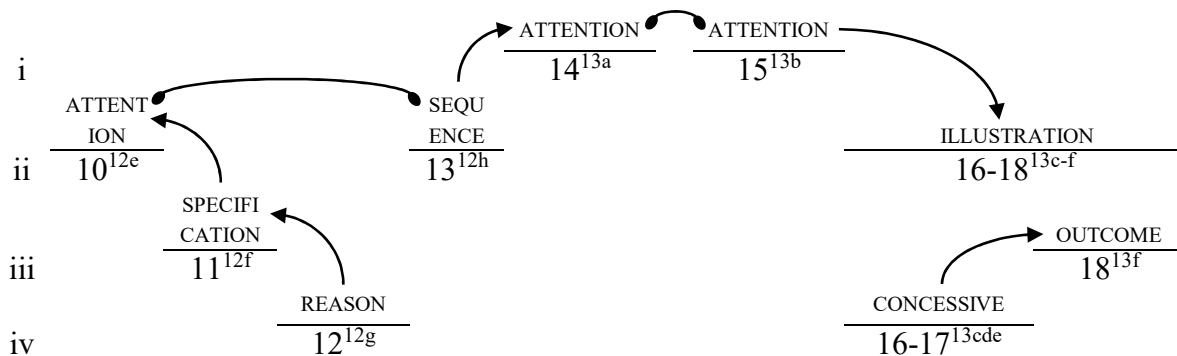 ATTENTION ATTENTION
i 14^13a 15^13b
ATTENT SEQU
ION ENCE ILLUSTRATION
ii 10^12e 13^12h 16-18^13c-f
SPECIFI
CATION OUTCOME
iii 11^12f 18^13f
REASON CONCESSIVE
iv 12^12g 16-17^13cde